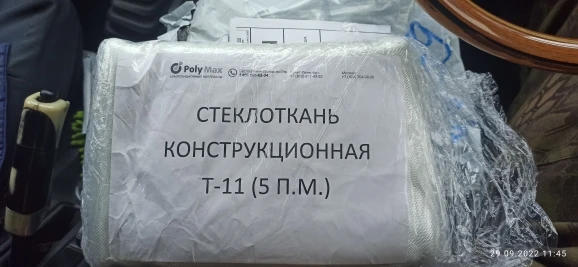 Poly Max
СТЕКЛОТКАНЬ
КОНСТРУКЦИОННАЯ
Т-11 (5 П.М.)
29.09.2022 11:45